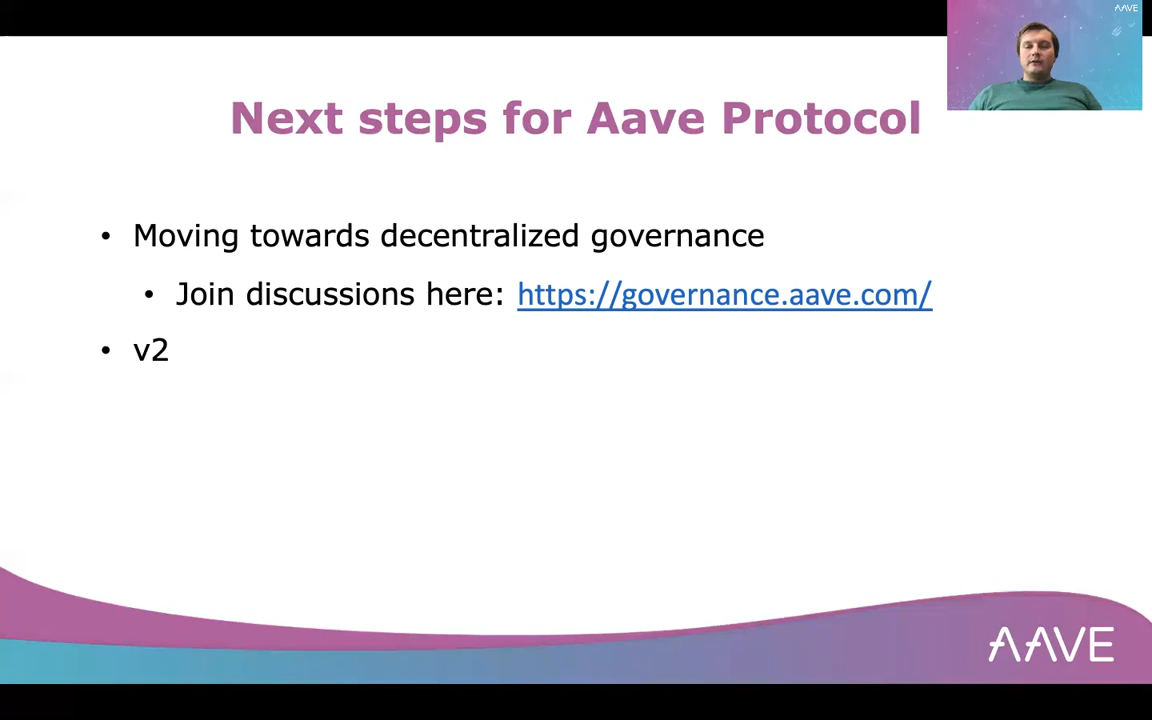 AAVE
Next steps for Aave Protocol
• Moving towards decentralized governance
• Join discussions here: https://governance.aave.com/
• v2
AAVE